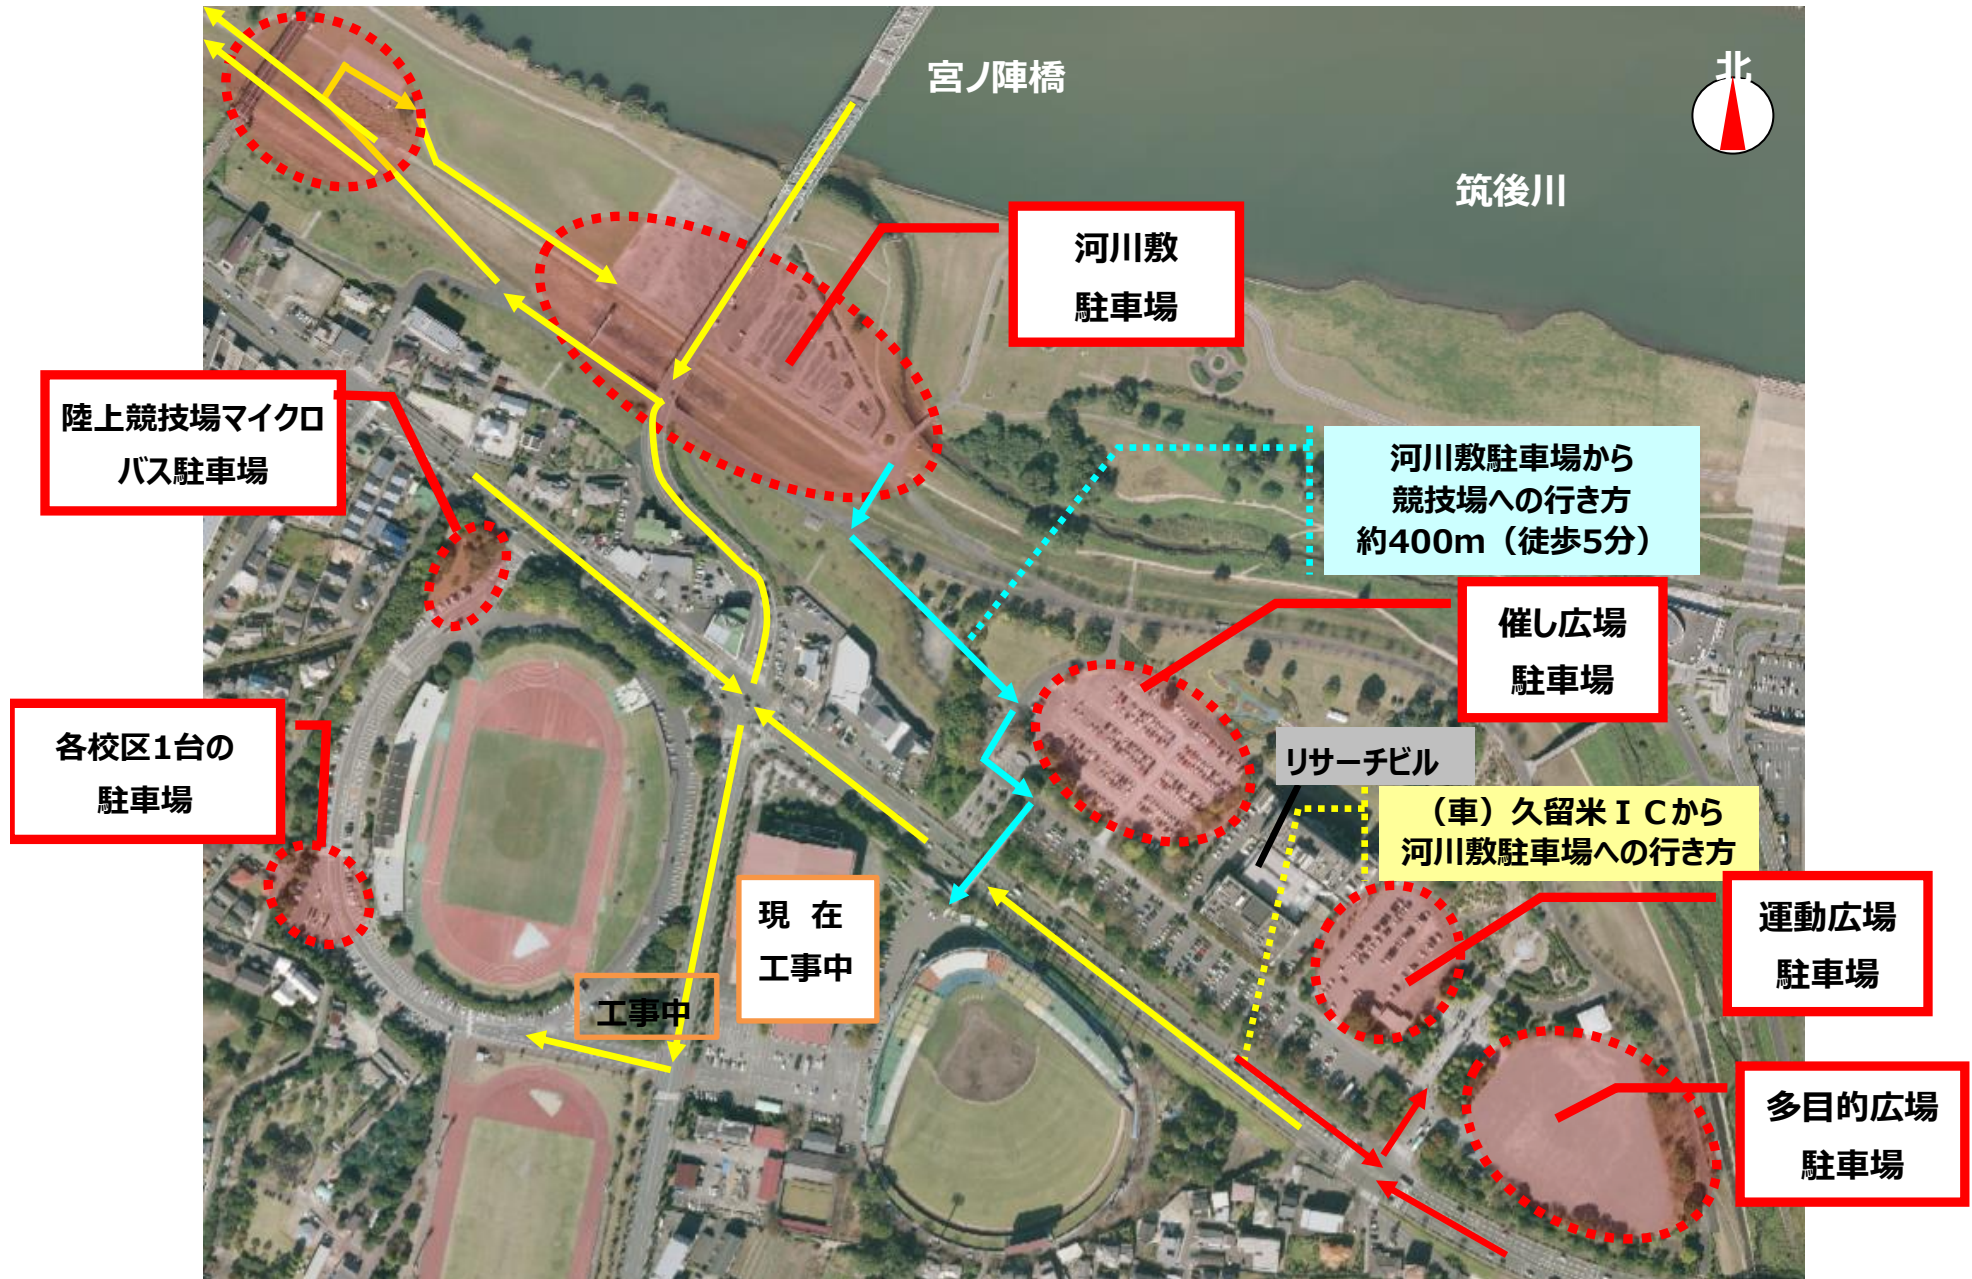 宮ノ陣橋
北
筑後川
河川敷
駐車場
陸上競技場マイクロ
バス駐車場
河川敷駐車場から
競技場への行き方
約400m（徒歩5分）
催し広場
駐車場
各校区1台の
駐車場
リサーチビル
（車）久留米ＩＣから
河川敷駐車場への行き方
現 在
工事中
運動広場
駐車場
工事中
多目的広場
駐車場